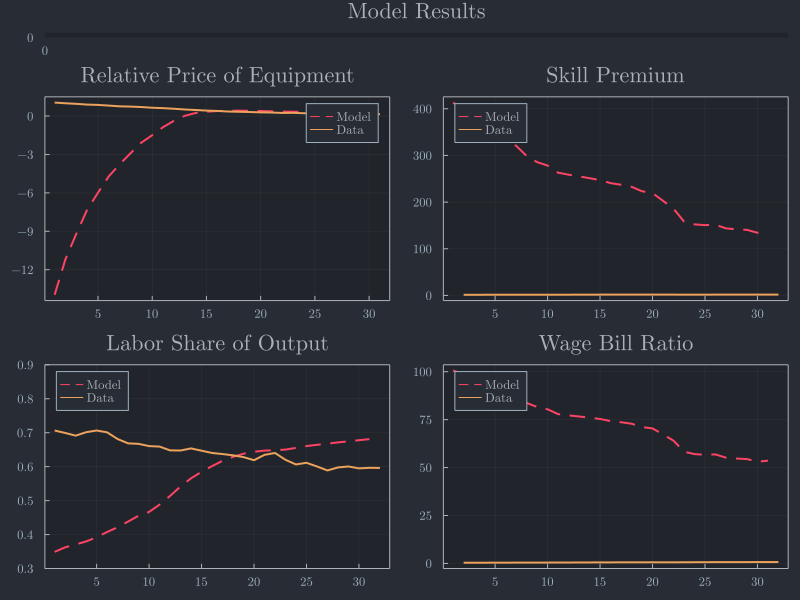 Model Results
0
0
Relative Price of Equipment
0
−3
−6
−9
−12
5 10 15 20 25 30
Model
Data
Skill Premium
400
300
200
100
0
5 10 15 20 25 30
Model
Data
Labor Share of Output
0.9
0.8
0.7
0.6
0.5
0.4
0.3
5 10 15 20 25 30
Model
Data
Wage Bill Ratio
100
75
50
25
0
5 10 15 20 25 30
Model
Data